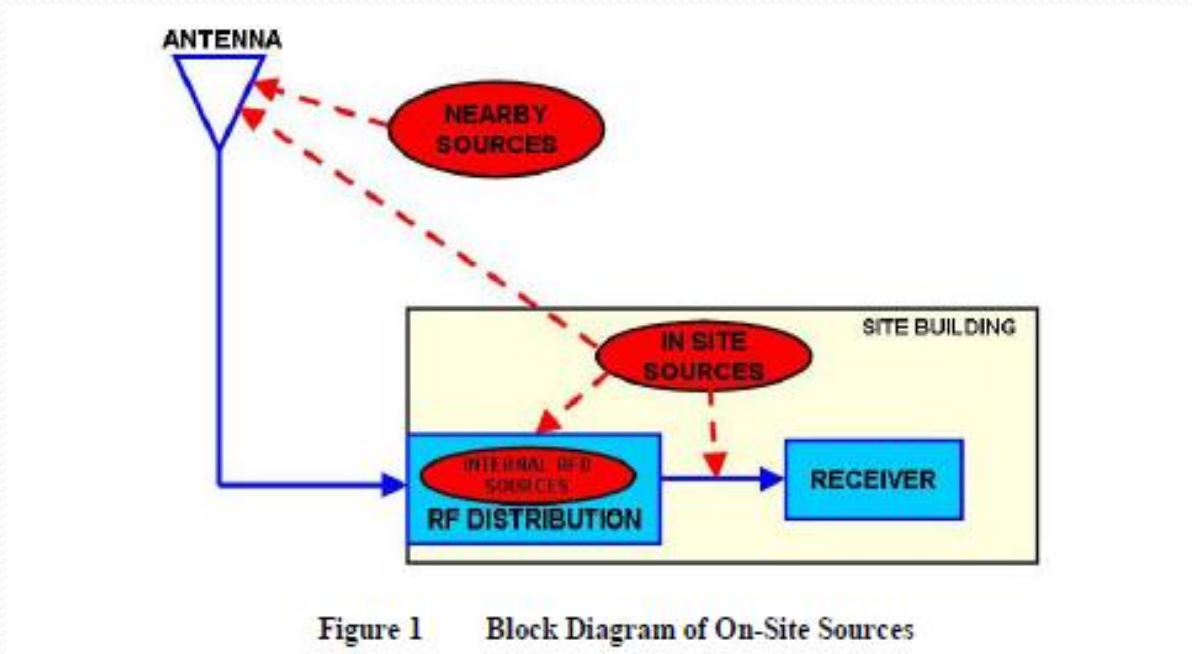 ANTENNA
NEARBY
SOURCES
SITE BUILDING
IN SITE
SOURCES
INTERNAL RFD
SOURCES
RF DISTRIBUTION
RECEIVER
Figure 1 Block Diagram of On-Site Sources